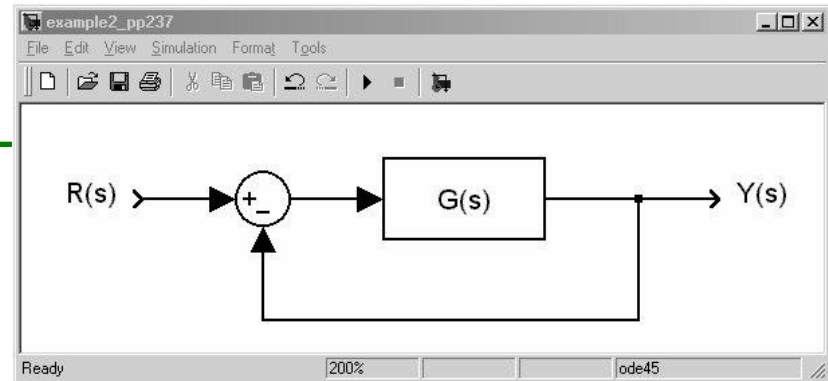 example2_pp237
File Edit View Simulation Format Tools
R(s) + - G(s) Y(s)
Ready 200% ode45